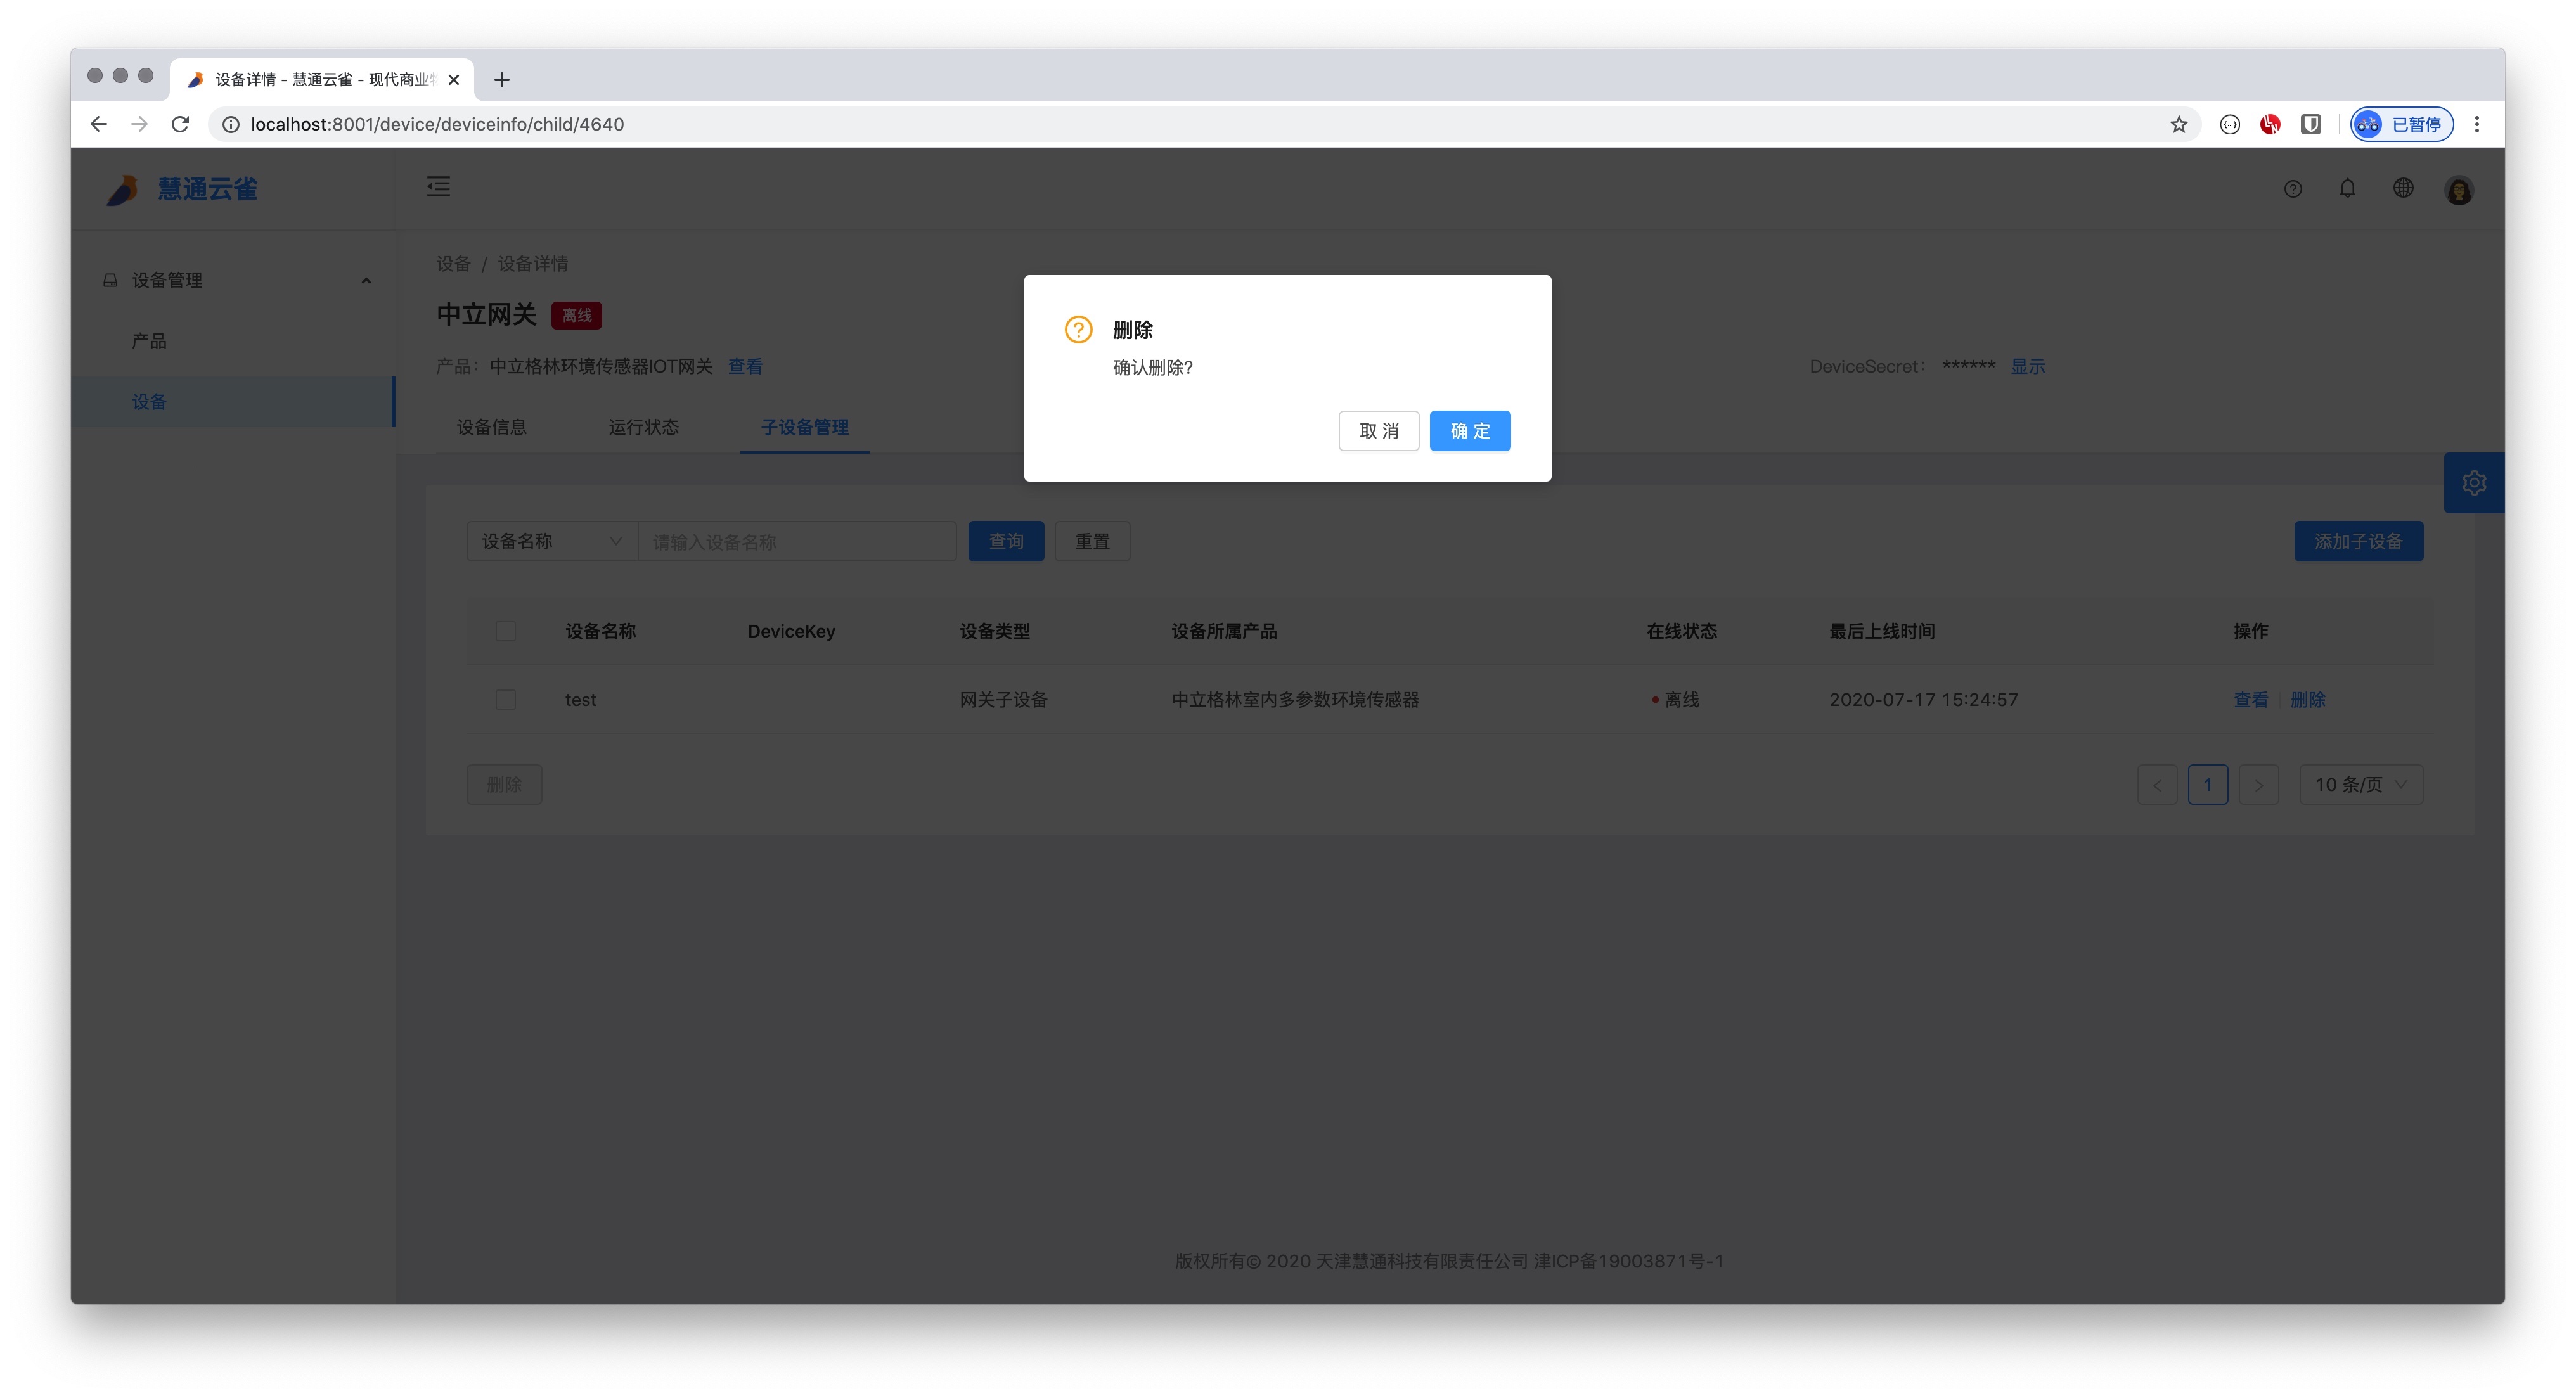 设备详情 - 慧通云雀 - 现代商业
localhost:8001/device/deviceinfo/child/4640
已暂停
慧通云雀
设备管理
产品
设备
设备 / 设备详情
中立网关 离线
产品: 中立格林环境传感器IOT网关 查看
DeviceSecret: ****** 显示
设备信息 运行状态 子设备管理
删除
确认删除?
取 消 确 定
设备名称 请输入设备名称 查询 重置 添加子设备
设备名称 DeviceKey 设备类型 设备所属产品 在线状态 最后上线时间 操作
test 网关子设备 中立格林室内多参数环境传感器 离线 2020-07-17 15:24:57 查看 删除
删除 < 1 > 10 条/页
版权所有© 2020 天津慧通科技有限责任公司 津ICP备19003871号-1